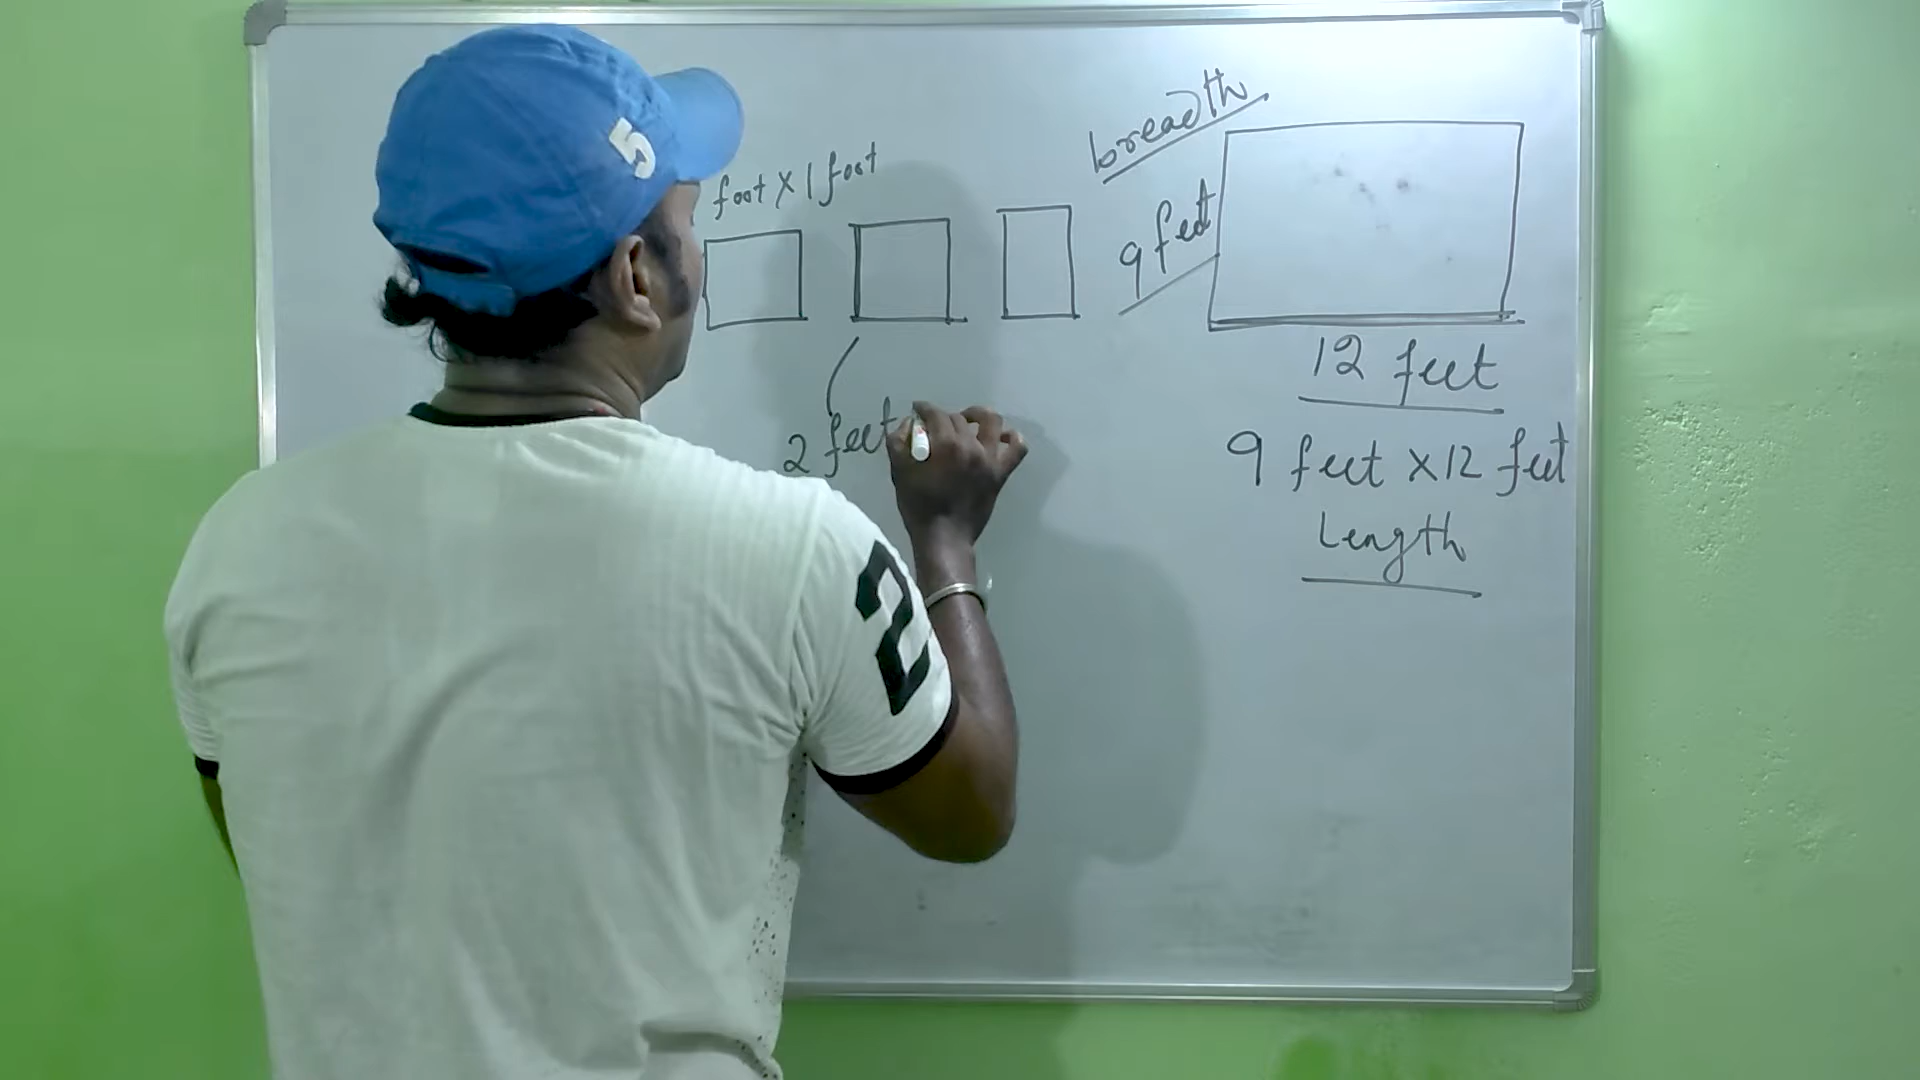 5
foot x 1 foot
2 feet
2
breadth
9 feet
12 feet
9 feet x 12 feet
Length